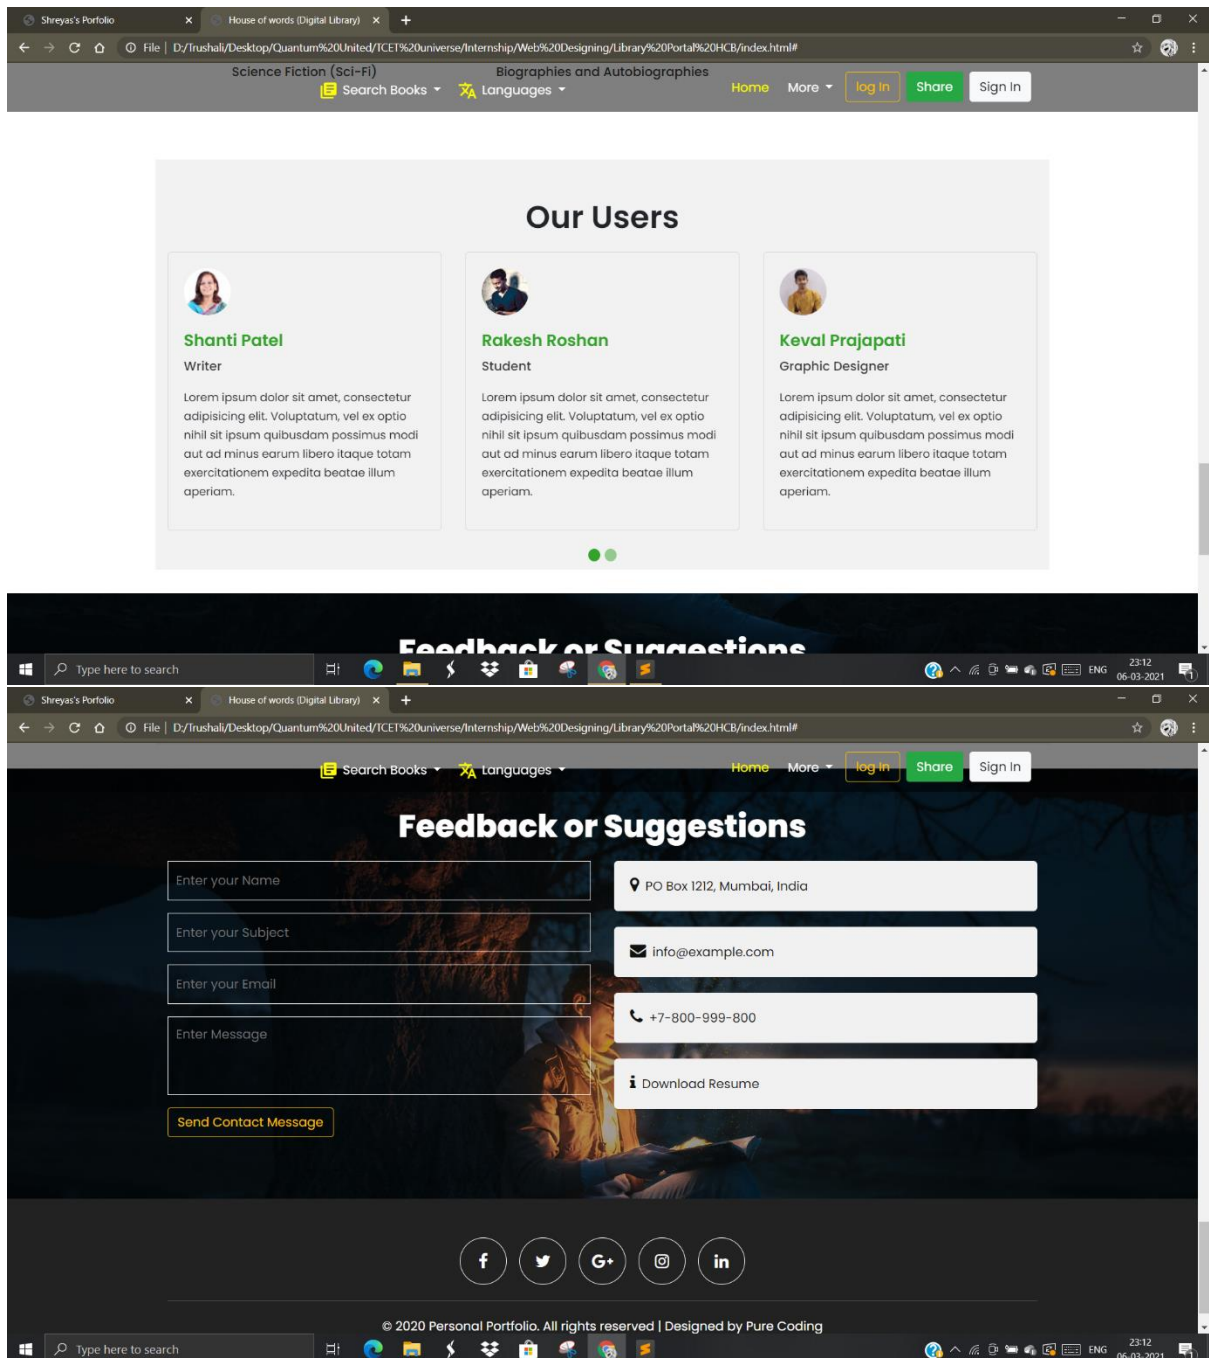 Shreyas's Porfolio
House of words (Digital Library)
File | D:/Trushali/Desktop/Quantum%20United/TCET%20universe/Internship/Web%20Designing/Library%20Portal%20HCB/index.html#
Science Fiction (Sci-Fi) Biographies and Autobiographies
Search Books Languages Home More log In Share Sign In
Our Users
Shanti Patel
Writer
Lorem ipsum dolor sit amet, consectetur
adipisicing elit. Voluptatum, vel ex optio
nihil sit ipsum quibusdam possimus modi
aut ad minus earum libero itaque totam
exercitationem expedita beatae illum
aperiam.
Rakesh Roshan
Student
Lorem ipsum dolor sit amet, consectetur
adipisicing elit. Voluptatum, vel ex optio
nihil sit ipsum quibusdam possimus modi
aut ad minus earum libero itaque totam
exercitationem expedita beatae illum
aperiam.
Keval Prajapati
Graphic Designer
Lorem ipsum dolor sit amet, consectetur
adipisicing elit. Voluptatum, vel ex optio
nihil sit ipsum quibusdam possimus modi
aut ad minus earum libero itaque totam
exercitationem expedita beatae illum
aperiam.
Feedback or Suggestions
Type here to search
ENG
23:12
06-03-2021
Shreyas's Porfolio
House of words (Digital Library)
File | D:/Trushali/Desktop/Quantum%20United/TCET%20universe/Internship/Web%20Designing/Library%20Portal%20HCB/index.html#
Search Books Languages Home More log In Share Sign In
Feedback or Suggestions
Enter your Name
Enter your Subject
Enter your Email
Enter Message
Send Contact Message
PO Box 1212, Mumbai, India
info@example.com
+7-800-999-800
Download Resume
© 2020 Personal Portfolio. All rights reserved | Designed by Pure Coding
Type here to search
ENG
23:12
06-03-2021